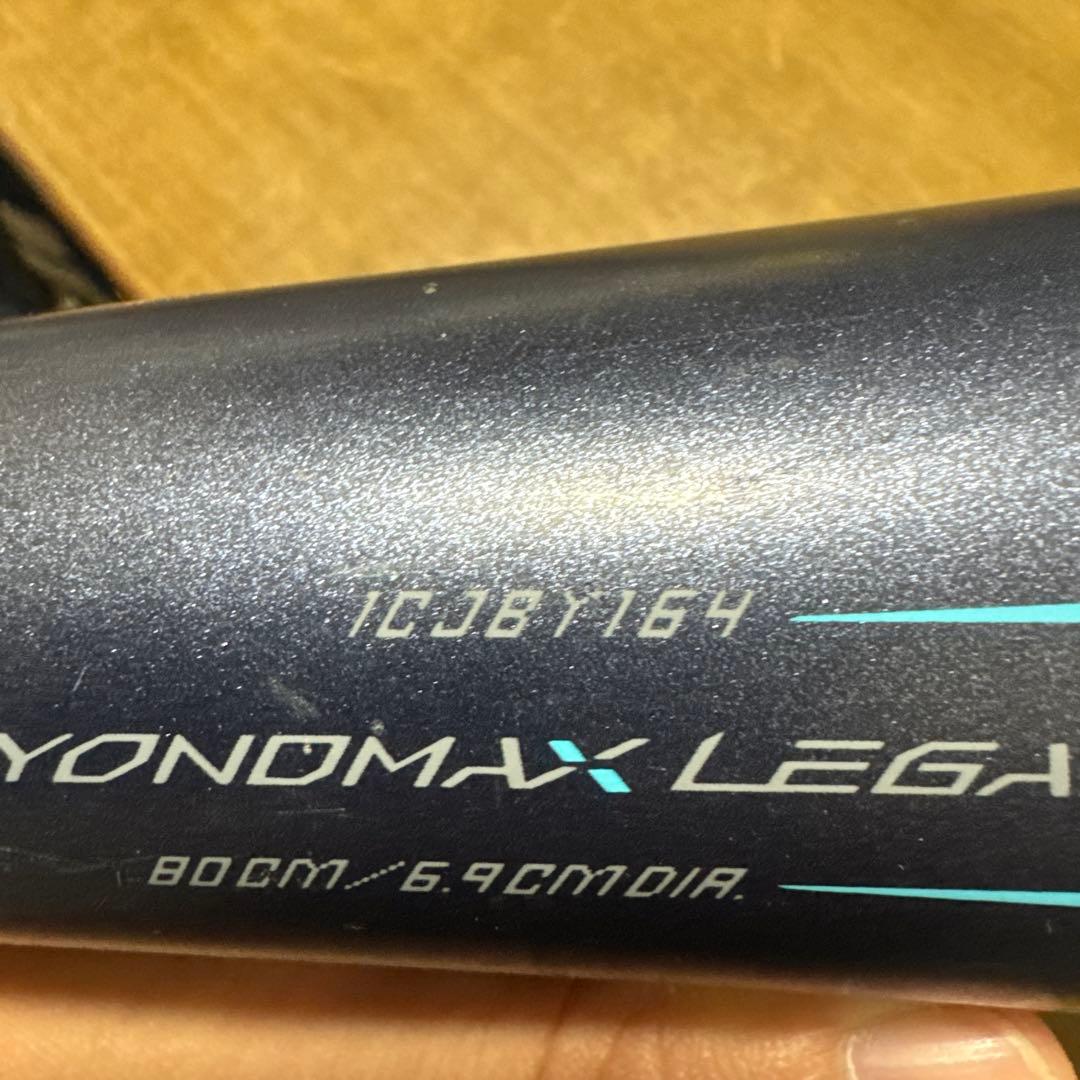 1CJBY164
YONDMAX LEGA
80CM/6.9CMDIA.